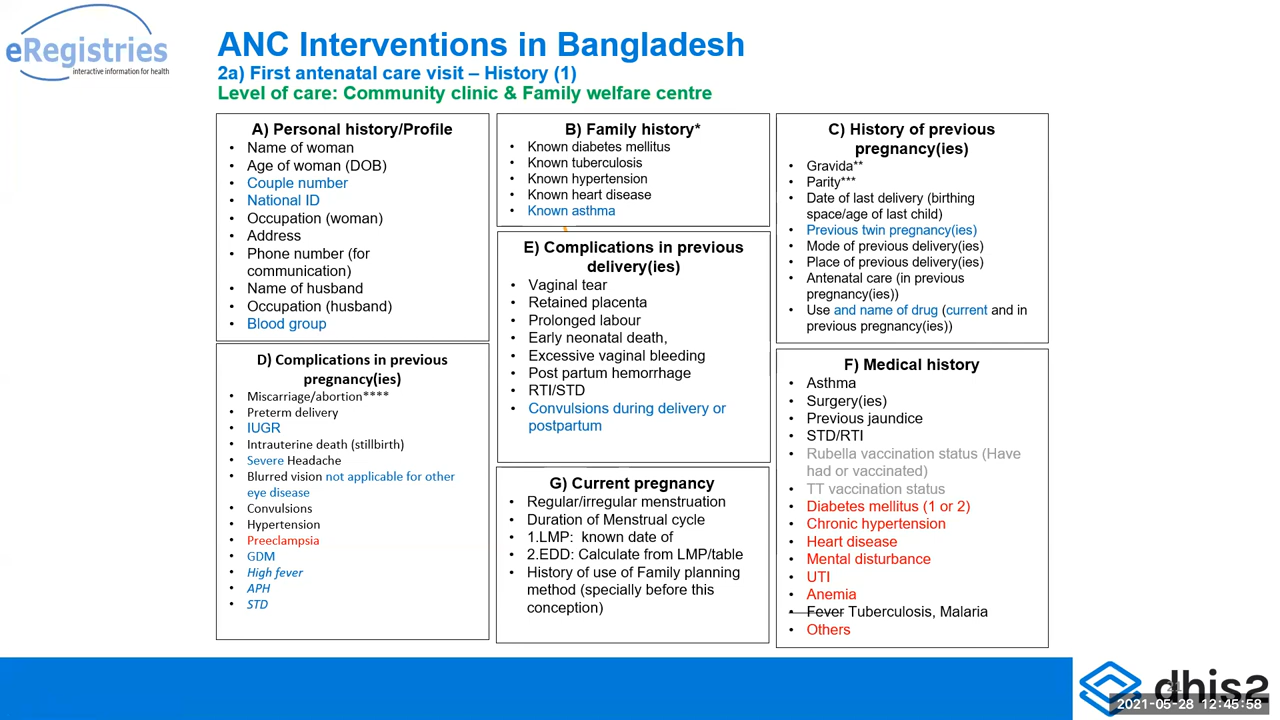 eRegistries
interactive information for health
ANC Interventions in Bangladesh
2a) First antenatal care visit – History (1)
Level of care: Community clinic & Family welfare centre
A) Personal history/Profile
• Name of woman
• Age of woman (DOB)
• Couple number
• National ID
• Occupation (woman)
• Address
• Phone number (for
communication)
• Name of husband
• Occupation (husband)
• Blood group
B) Family history*
• Known diabetes mellitus
• Known tuberculosis
• Known hypertension
• Known heart disease
• Known asthma
C) History of previous
pregnancy(ies)
• Gravida**
• Parity***
• Date of last delivery (birthing
space/age of last child)
• Previous twin pregnancy(ies)
• Mode of previous delivery(ies)
• Place of previous delivery(ies)
• Antenatal care (in previous
pregnancy(ies))
• Use and name of drug (current and in
previous pregnancy(ies))
D) Complications in previous
pregnancy(ies)
• Miscarriage/abortion****
• Preterm delivery
• IUGR
• Intrauterine death (stillbirth)
• Severe Headache
• Blurred vision not applicable for other
eye disease
• Convulsions
• Hypertension
• Preeclampsia
• GDM
• High fever
• APH
• STD
E) Complications in previous
delivery(ies)
• Vaginal tear
• Retained placenta
• Prolonged labour
• Early neonatal death,
• Excessive vaginal bleeding
• Post partum hemorrhage
• RTI/STD
• Convulsions during delivery or
postpartum
F) Medical history
• Asthma
• Surgery(ies)
• Previous jaundice
• STD/RTI
• Rubella vaccination status (Have
had or vaccinated)
• TT vaccination status
• Diabetes mellitus (1 or 2)
• Chronic hypertension
• Heart disease
• Mental disturbance
• UTI
• Anemia
• Fever Tuberculosis, Malaria
• Others
G) Current pregnancy
• Regular/irregular menstruation
• Duration of Menstrual cycle
• 1.LMP: known date of
• 2.EDD: Calculate from LMP/table
• History of use of Family planning
method (specially before this
conception)
dhis2
21
2021-05-28 12:45:58